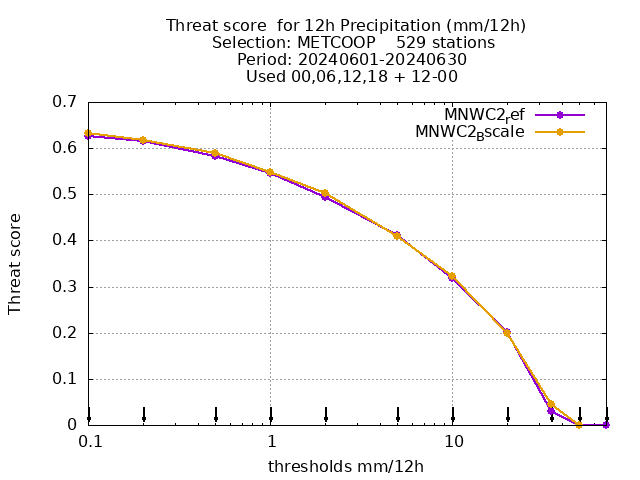 Threat score  for 12h Precipitation (mm/12h)
Selection: METCOOP    529 stations
Period: 20240601-20240630
Used 00,06,12,18 + 12-00
MNWC2ref
MNWC2Bscale
0.7
0.6
0.5
0.4
0.3
0.2
0.1
0
Threat score
0.1
1
10
thresholds mm/12h